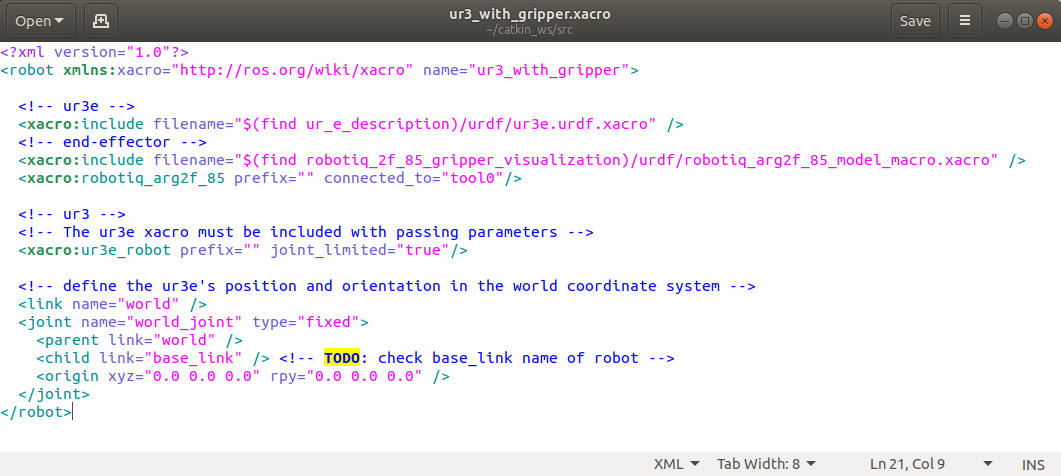 Open
ur3_with_gripper.xacro
~/catkin_ws/src
Save
<?xml version="1.0"?>
<robot xmlns:xacro="http://ros.org/wiki/xacro" name="ur3_with_gripper">

  <!-- ur3e -->
  <xacro:include filename="$(find ur_e_description)/urdf/ur3e.urdf.xacro" />
  <!-- end-effector -->
  <xacro:include filename="$(find robotiq_2f_85_gripper_visualization)/urdf/robotiq_arg2f_85_model_macro.xacro" />
  <xacro:robotiq_arg2f_85 prefix="" connected_to="tool0"/>

  <!-- ur3 -->
  <!-- The ur3e xacro must be included with passing parameters -->
  <xacro:ur3e_robot prefix="" joint_limited="true"/>

  <!-- define the ur3e's position and orientation in the world coordinate system -->
  <link name="world" />
  <joint name="world_joint" type="fixed">
    <parent link="world" />
    <child link="base_link" /> <!-- TODO: check base_link name of robot -->
    <origin xyz="0.0 0.0 0.0" rpy="0.0 0.0 0.0" />
  </joint>
</robot>
XML Tab Width: 8 Ln 21, Col 9 INS